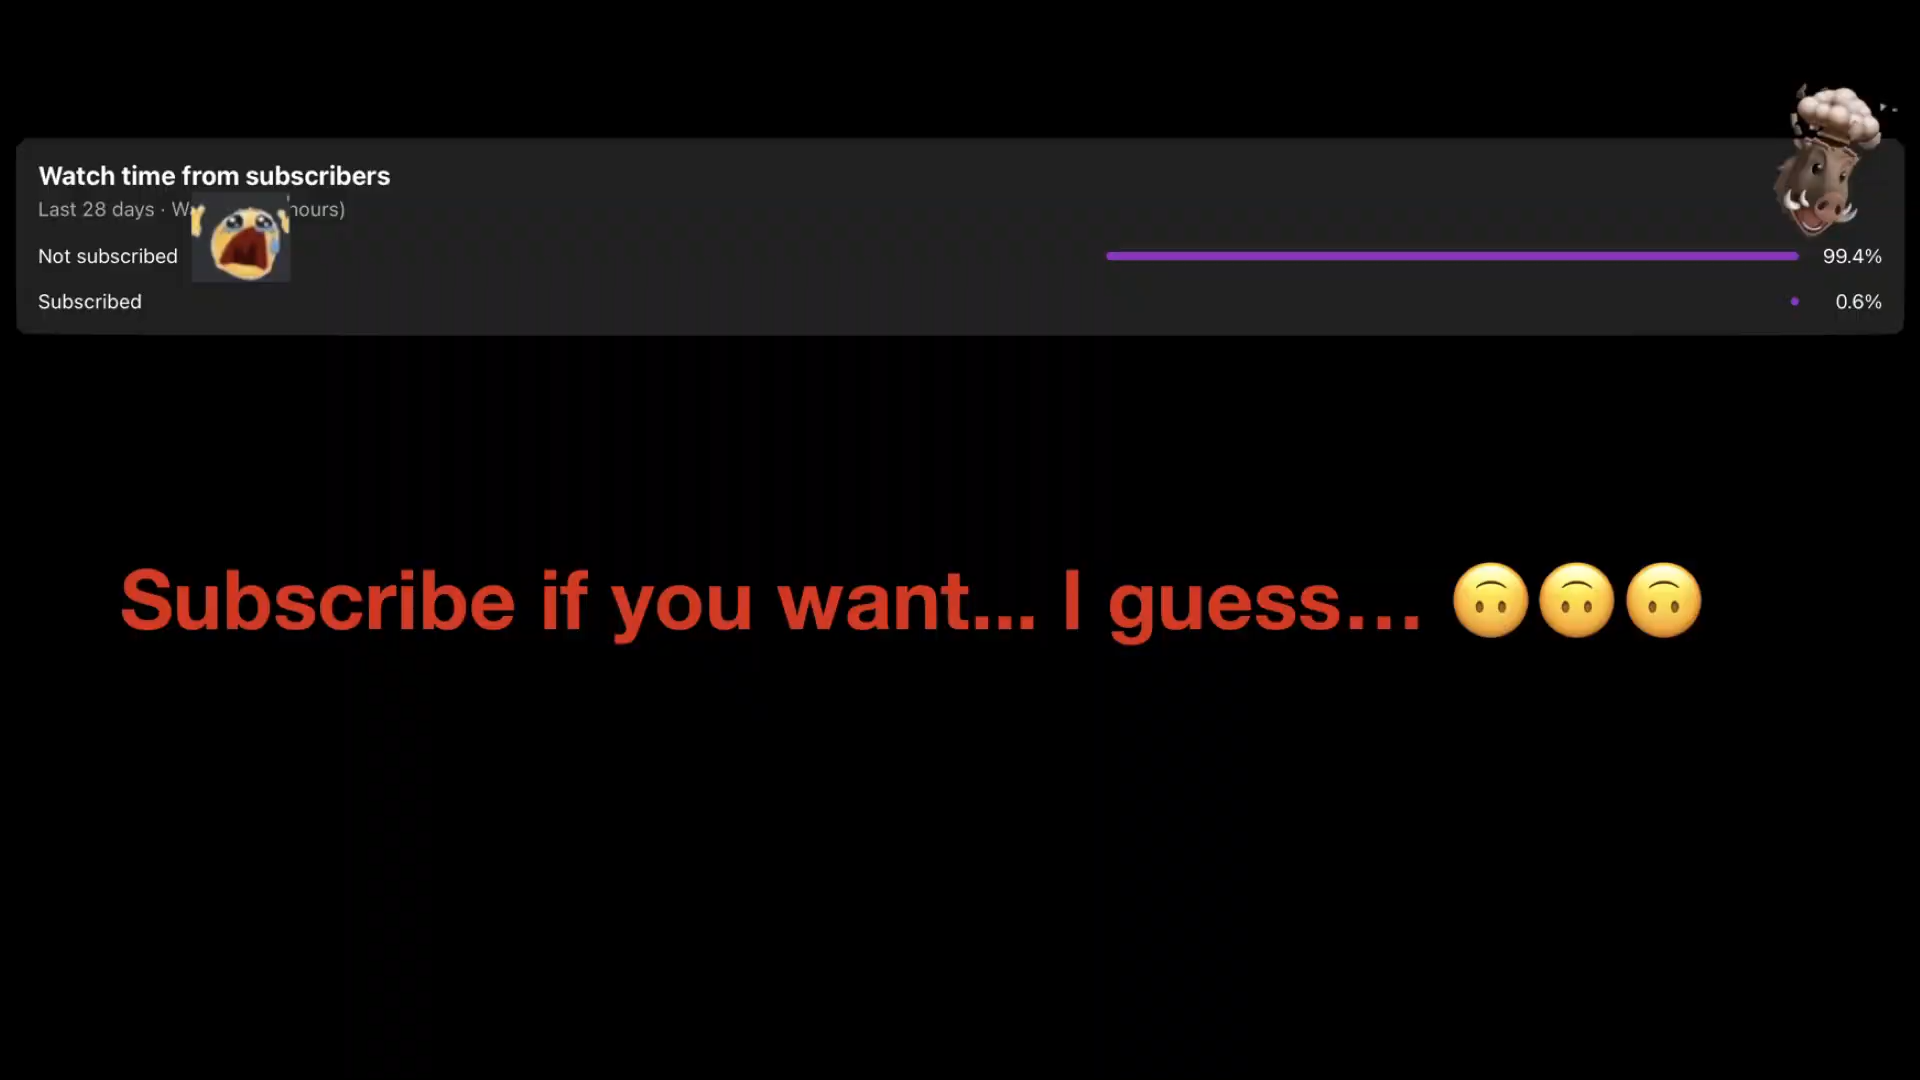 Watch time from subscribers
Last 28 days · hours)
Not subscribed 99.4%
Subscribed 0.6%
Subscribe if you want... I guess... 🙃🙃🙃